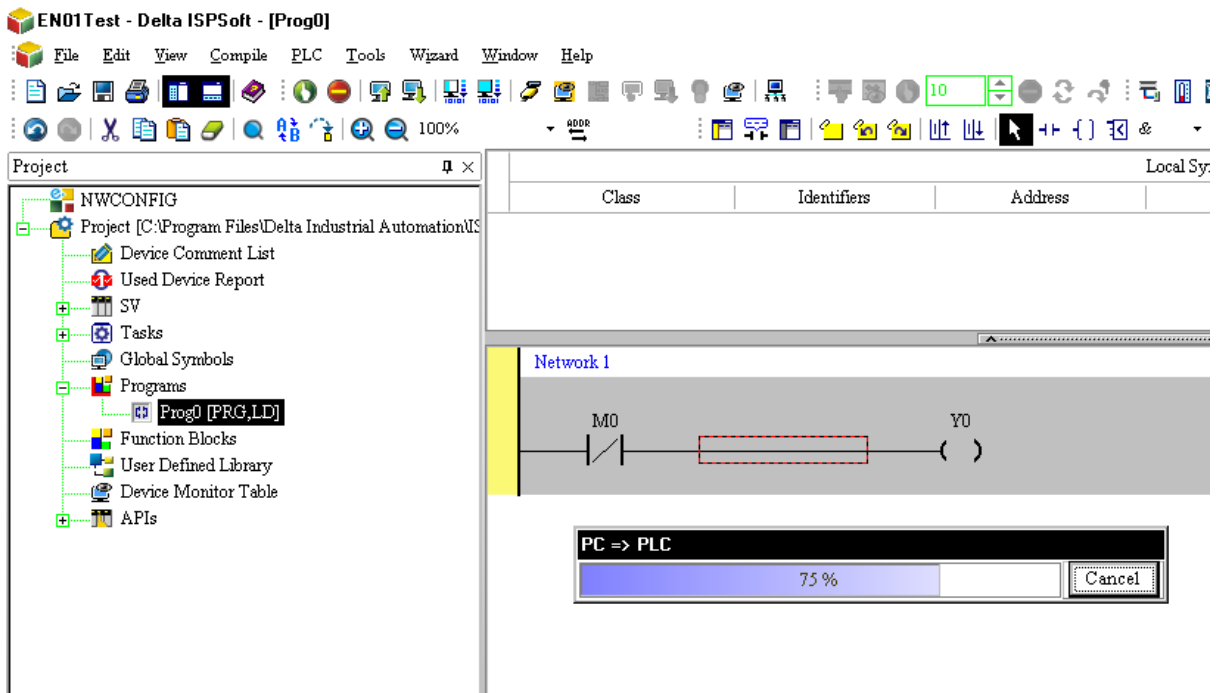 EN01Test - Delta ISPSoft - [Prog0]
File Edit View Compile PLC Tools Wizard Window Help
10
100% ADDR &
Project
Local Sy
Class Identifiers Address
NWCONFIG
Project [C:\Program Files\Delta Industrial Automation\IS
Device Comment List
Used Device Report
SV
Tasks
Global Symbols
Programs
Prog0 [PRG,LD]
Function Blocks
User Defined Library
Device Monitor Table
APIs
Network 1
M0 Y0
PC => PLC
75 % Cancel